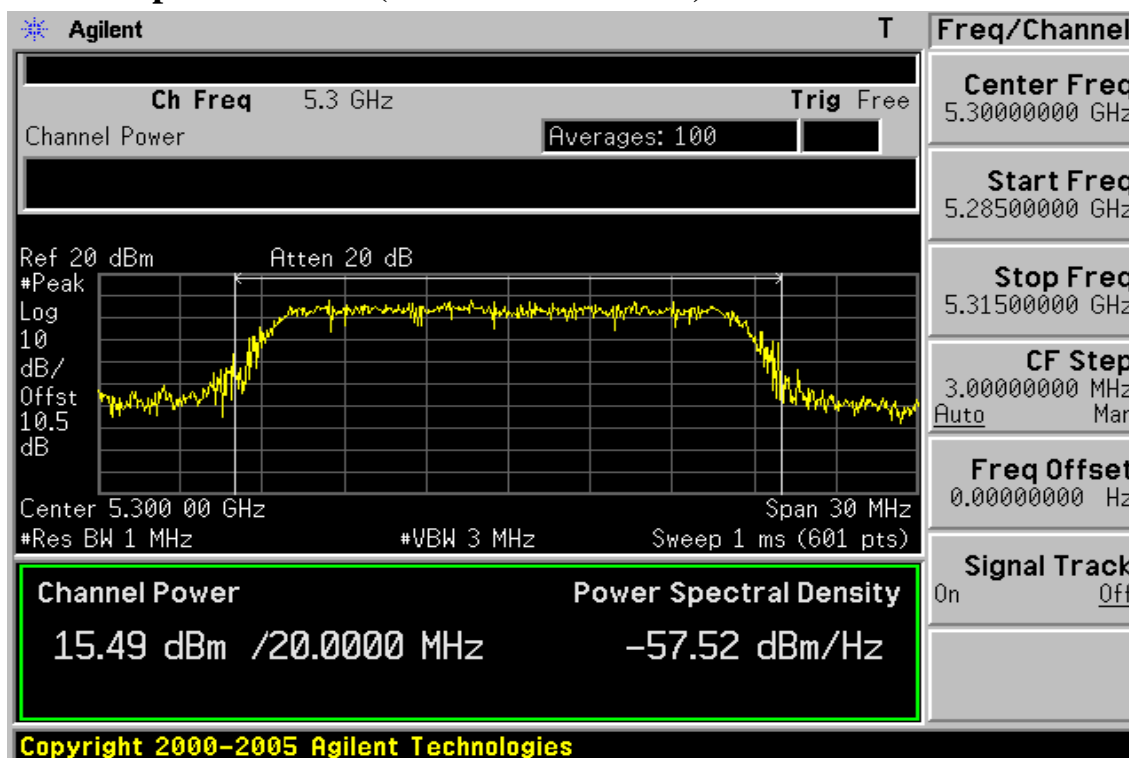 Agilent T
Freq/Channel
Ch Freq 5.3 GHz Trig Free
Channel Power Averages: 100
Center Freq
5.30000000 GHz
Start Freq
5.28500000 GHz
Stop Freq
5.31500000 GHz
CF Step
3.00000000 MHz
Auto Man
Freq Offset
0.00000000 Hz
Signal Track
On Off
Ref 20 dBm Atten 20 dB
#Peak
Log
10
dB/
Offst
10.5
dB
Center 5.300 00 GHz Span 30 MHz
#Res BW 1 MHz #VBW 3 MHz Sweep 1 ms (601 pts)
Channel Power Power Spectral Density
15.49 dBm /20.0000 MHz -57.52 dBm/Hz
Copyright 2000-2005 Agilent Technologies